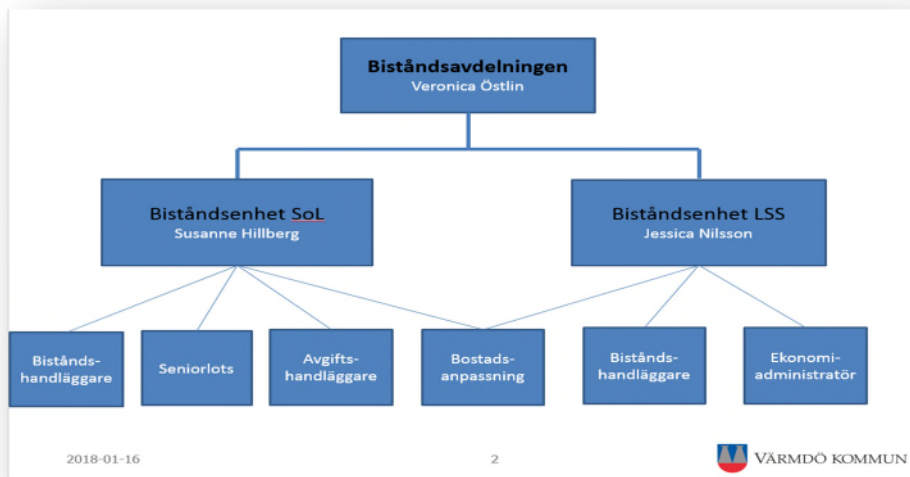 Biståndsavdelningen
Veronica Östlin
Biståndsenhet SoL
Susanne Hillberg
Biståndsenhet LSS
Jessica Nilsson
Bistånds-
handläggare
Seniorlots
Avgifts-
handläggare
Bostads-
anpassning
Bistånds-
handläggare
Ekonomi-
administratör
2018-01-16
2
VÄRMDÖ KOMMUN